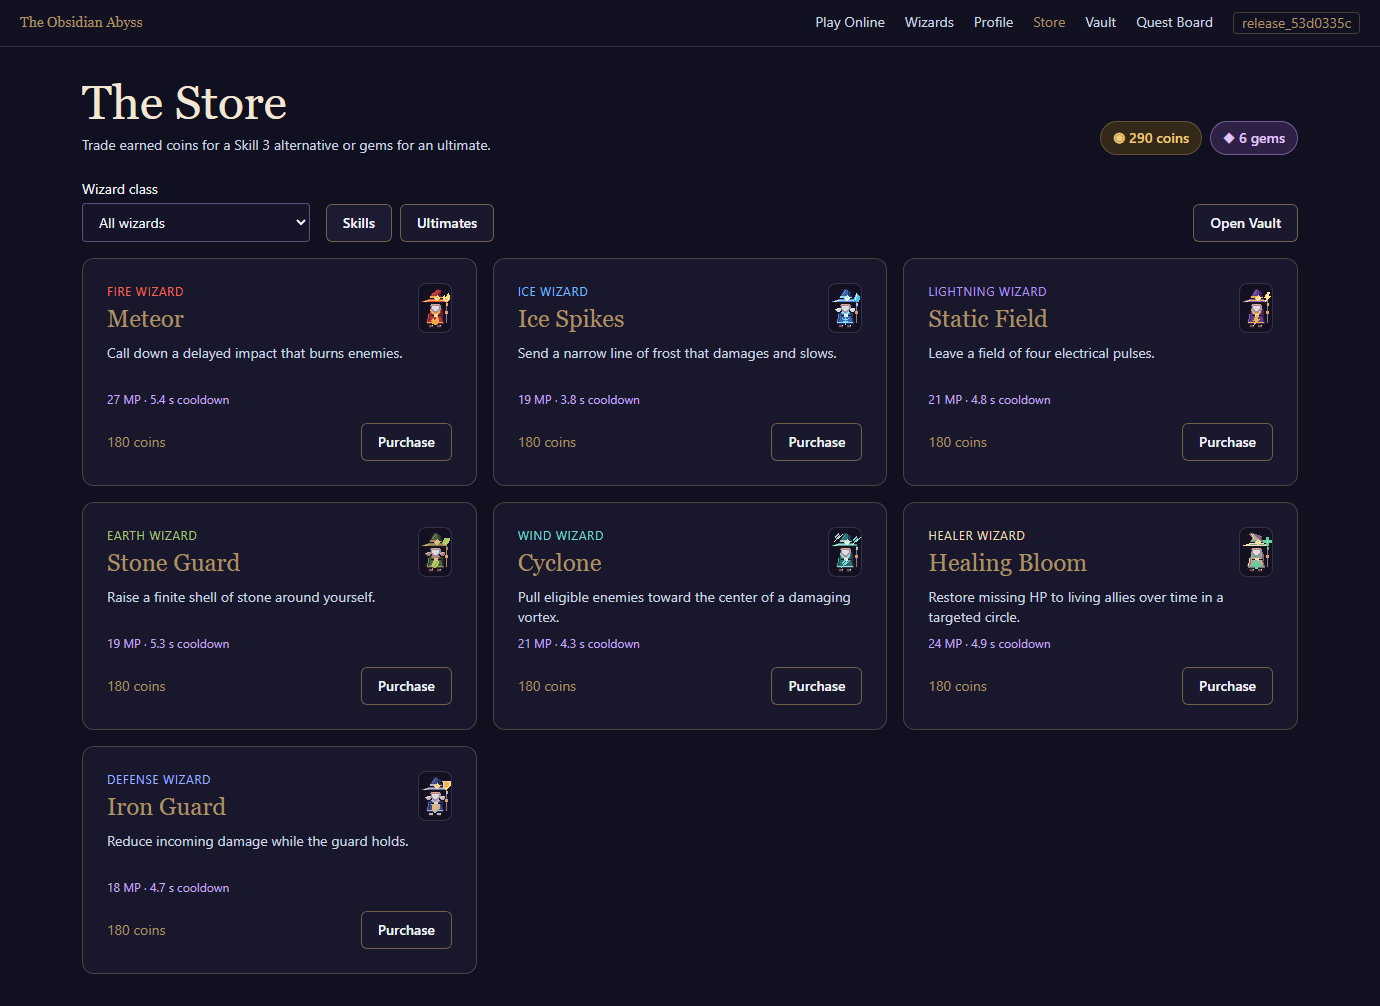 The Obsidian Abyss
Play Online
Wizards
Profile
Store
Vault
Quest Board
release_53d0335c
The Store
Trade earned coins for a Skill 3 alternative or gems for an ultimate.
290 coins
6 gems
Wizard class
All wizards
Skills
Ultimates
Open Vault
FIRE WIZARD
Meteor
Call down a delayed impact that burns enemies.
27 MP · 5.4 s cooldown
180 coins
Purchase
ICE WIZARD
Ice Spikes
Send a narrow line of frost that damages and slows.
19 MP · 3.8 s cooldown
180 coins
Purchase
LIGHTNING WIZARD
Static Field
Leave a field of four electrical pulses.
21 MP · 4.8 s cooldown
180 coins
Purchase
EARTH WIZARD
Stone Guard
Raise a finite shell of stone around yourself.
19 MP · 5.3 s cooldown
180 coins
Purchase
WIND WIZARD
Cyclone
Pull eligible enemies toward the center of a damaging
vortex.
21 MP · 4.3 s cooldown
180 coins
Purchase
HEALER WIZARD
Healing Bloom
Restore missing HP to living allies over time in a
targeted circle.
24 MP · 4.9 s cooldown
180 coins
Purchase
DEFENSE WIZARD
Iron Guard
Reduce incoming damage while the guard holds.
18 MP · 4.7 s cooldown
180 coins
Purchase